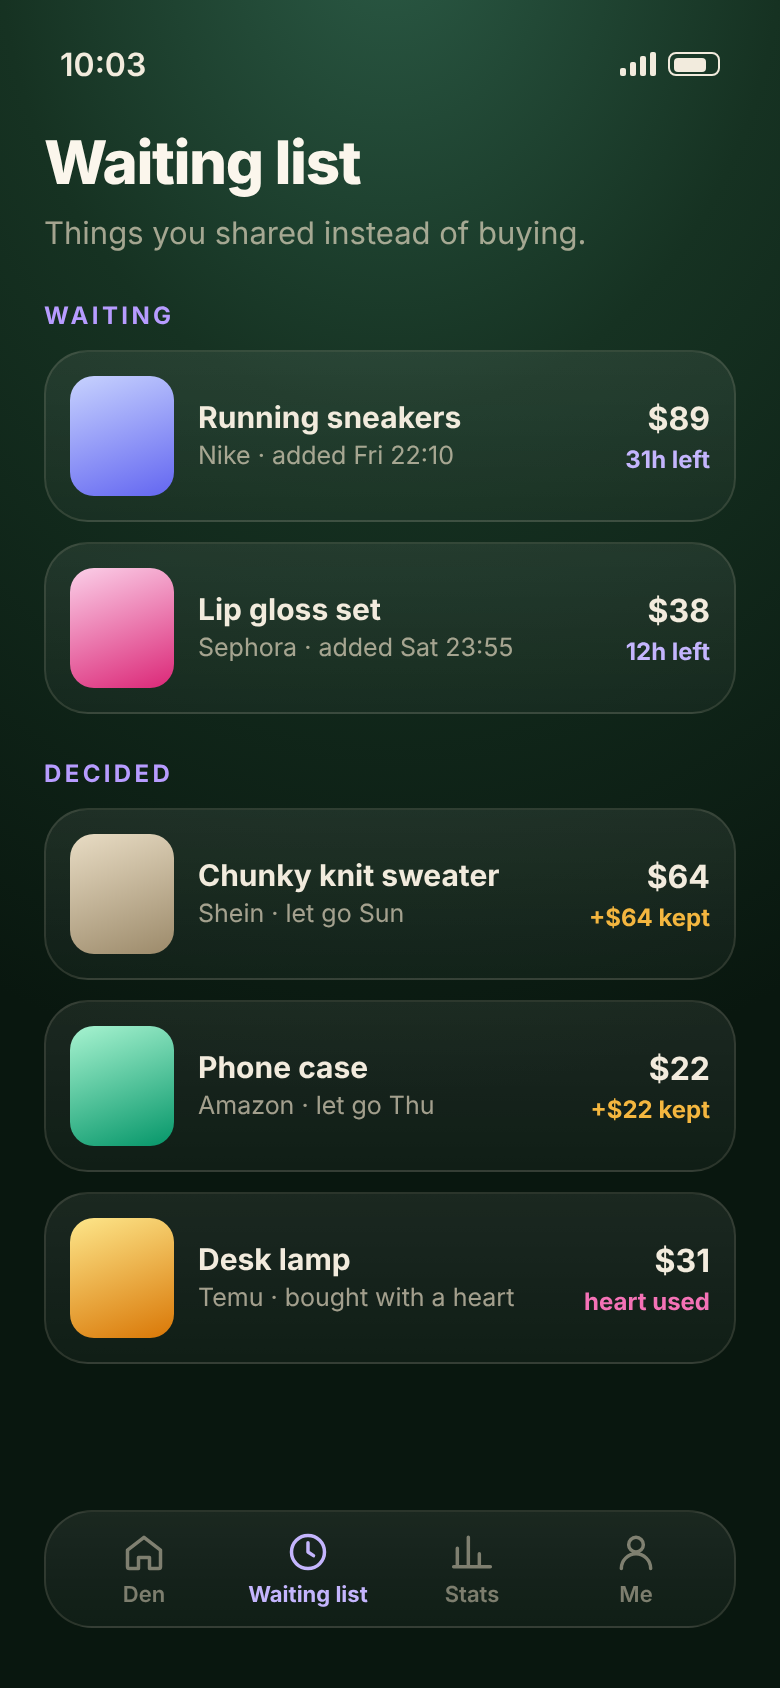 10:03
Waiting list
Things you shared instead of buying.
WAITING
Running sneakers
$89
Nike · added Fri 22:10
31h left
Lip gloss set
$38
Sephora · added Sat 23:55
12h left
DECIDED
Chunky knit sweater
$64
Shein · let go Sun
+$64 kept
Phone case
$22
Amazon · let go Thu
+$22 kept
Desk lamp
$31
Temu · bought with a heart
heart used
Den
Waiting list
Stats
Me